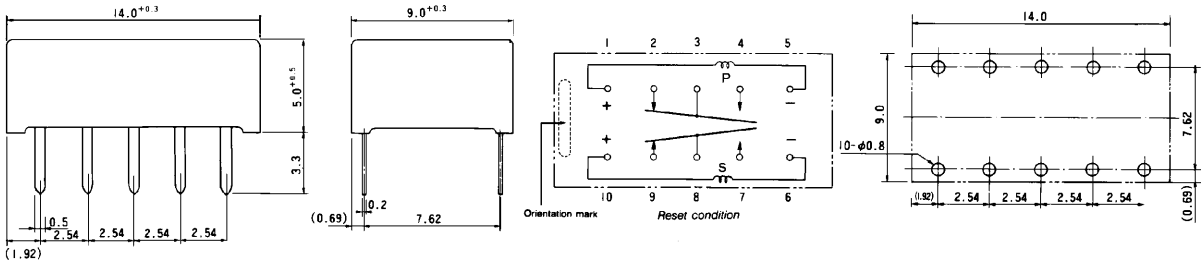 14.0+0.3
5.0+0.5
3.3
0.5
2.54 2.54 2.54 2.54
(1.92)
9.0+0.3
0.2
(0.69) 7.62
1 2 3 4 5
P
+ −
+ −
S
10 9 8 7 6
Orientation mark
Reset condition
14.0
9.0
7.62
10-φ0.8
(1.92) 2.54 2.54 2.54 2.54
(0.69)